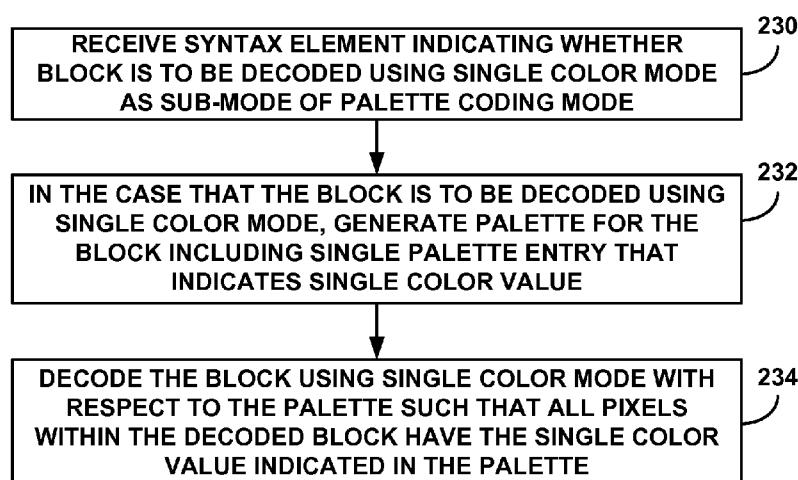 230
RECEIVE SYNTAX ELEMENT INDICATING WHETHER
BLOCK IS TO BE DECODED USING SINGLE COLOR MODE
AS SUB-MODE OF PALETTE CODING MODE
232
IN THE CASE THAT THE BLOCK IS TO BE DECODED USING
SINGLE COLOR MODE, GENERATE PALETTE FOR THE
BLOCK INCLUDING SINGLE PALETTE ENTRY THAT
INDICATES SINGLE COLOR VALUE
234
DECODE THE BLOCK USING SINGLE COLOR MODE WITH
RESPECT TO THE PALETTE SUCH THAT ALL PIXELS
WITHIN THE DECODED BLOCK HAVE THE SINGLE COLOR
VALUE INDICATED IN THE PALETTE